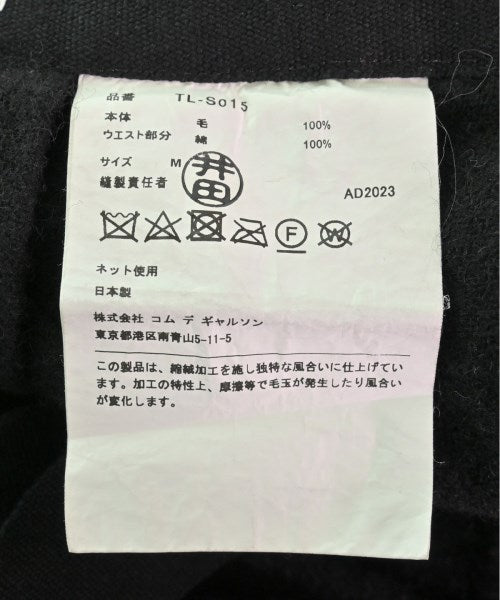 品番 TL-S015
本体 毛 100%
ウエスト部分 綿 100%
サイズ M
縫製責任者 井田
AD2023
F W
ネット使用
日本製
株式会社 コム デ ギャルソン
東京都港区南青山5-11-5
この製品は、縮絨加工を施し独特な風合いに仕上げてい
ます。加工の特性上、摩擦等で毛玉が発生したり風合い
が変化します。